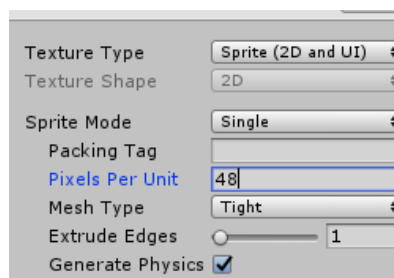 Texture Type Sprite (2D and UI)
Texture Shape 2D
Sprite Mode Single
Packing Tag
Pixels Per Unit 48
Mesh Type Tight
Extrude Edges 1
Generate Physics